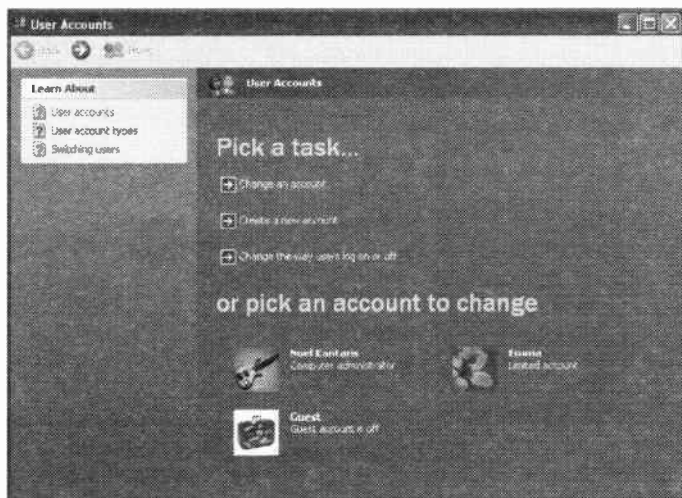 User Accounts
Back Home
Learn About
User accounts
User account types
Switching users
User Accounts
Pick a task...
Change an account
Create a new account
Change the way users log on or off
or pick an account to change
Noel Kantaris
Computer administrator
Emma
Limited account
Guest
Guest account is off